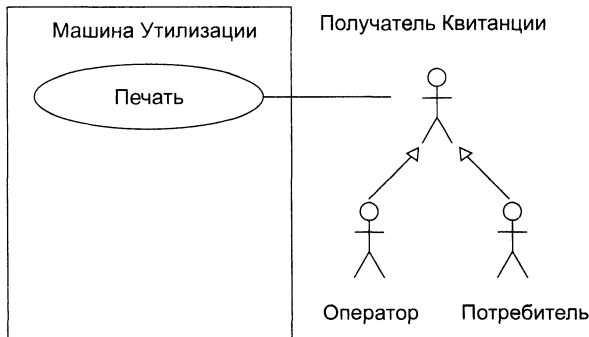 Машина Утилизации
Получатель Квитанции
Печать
Оператор
Потребитель